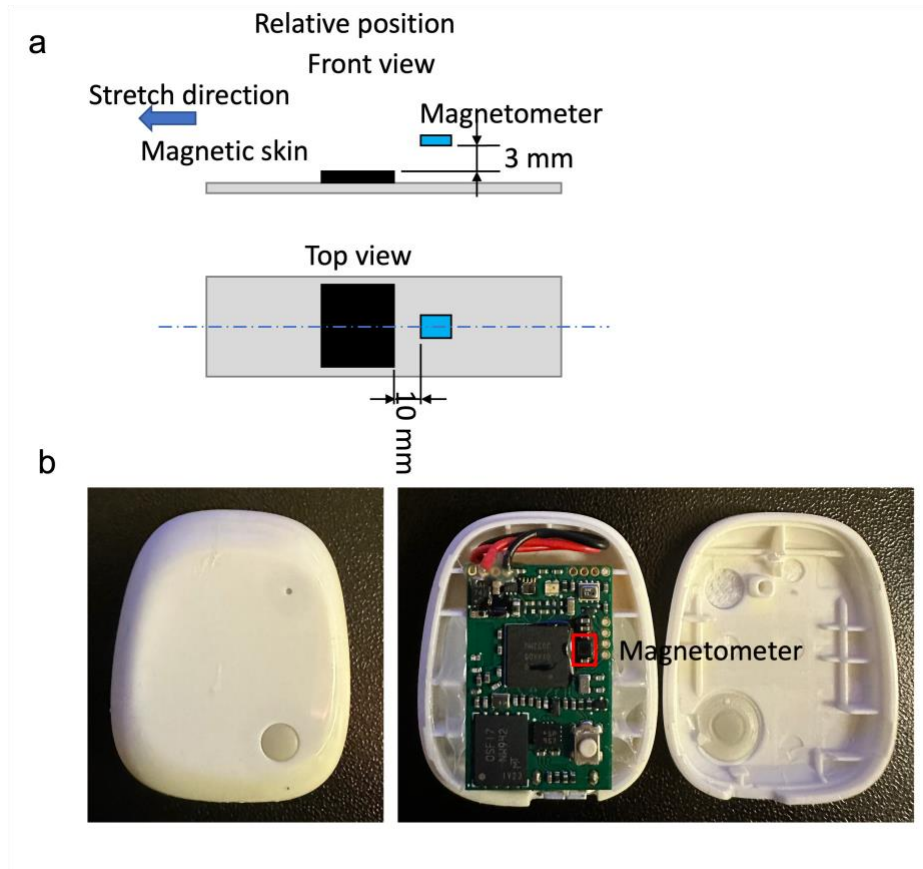 a
Relative position
Front view
Stretch direction
Magnetometer
Magnetic skin
3 mm
Top view
10 mm
b
Magnetometer